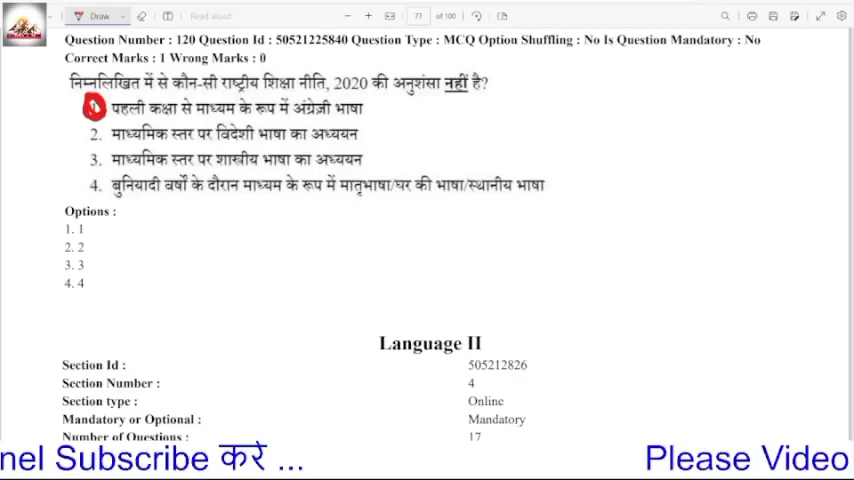 Draw
Read aloud
77 of 100
Question Number : 120 Question Id : 50521225840 Question Type : MCQ Option Shuffling : No Is Question Mandatory : No
Correct Marks : 1 Wrong Marks : 0
निम्नलिखित में से कौन-सी राष्ट्रीय शिक्षा नीति, 2020 की अनुशंसा नहीं है?
पहली कक्षा से माध्यम के रूप में अंग्रेज़ी भाषा
2. माध्यमिक स्तर पर विदेशी भाषा का अध्ययन
3. माध्यमिक स्तर पर शास्त्रीय भाषा का अध्ययन
4. बुनियादी वर्षों के दौरान माध्यम के रूप में मातृभाषा/घर की भाषा/स्थानीय भाषा
Options :
1. 1
2. 2
3. 3
4. 4
Language II
Section Id : 505212826
Section Number : 4
Section type : Online
Mandatory or Optional : Mandatory
Number of Questions : 17
nel Subscribe करे ... Please Video